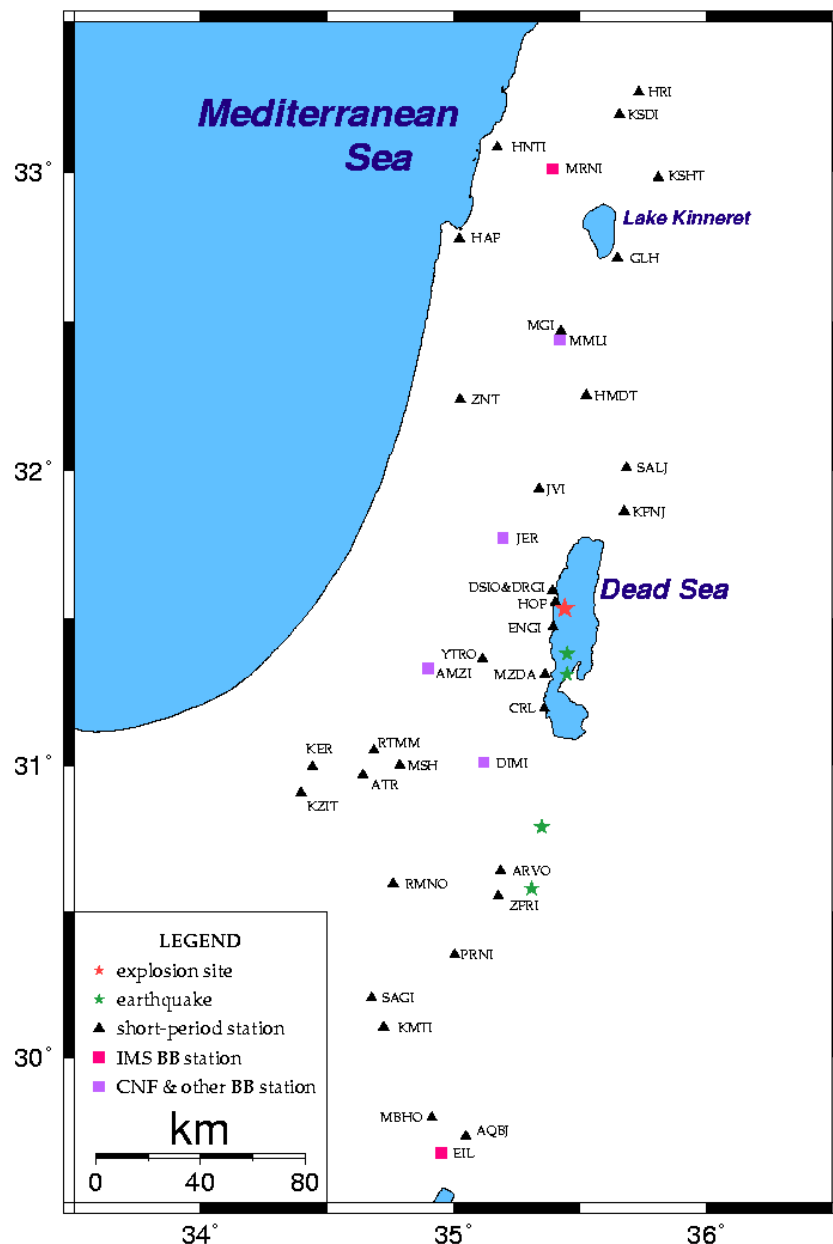 Mediterranean
Sea
HRI
KSDI
HNTI
MRNI
KSHT
33°
Lake Kinneret
HAP
GLH
MGI
MMLI
ZNT
HMDT
32°
SALJ
JVI
KFNJ
JER
DSIO&DRGI
Dead Sea
HOP
ENGI
YTRO
AMZI
MZDA
CRL
KER
RTMM
31°
MSH
DIMI
ATR
KZIT
ARVO
RMNO
ZFRI
LEGEND
explosion site
earthquake
short-period station
IMS BB station
CNF & other BB station
km
0 40 80
PRNI
SAGI
KMTI
30°
MBHO
AQBJ
EIL
34° 35° 36°